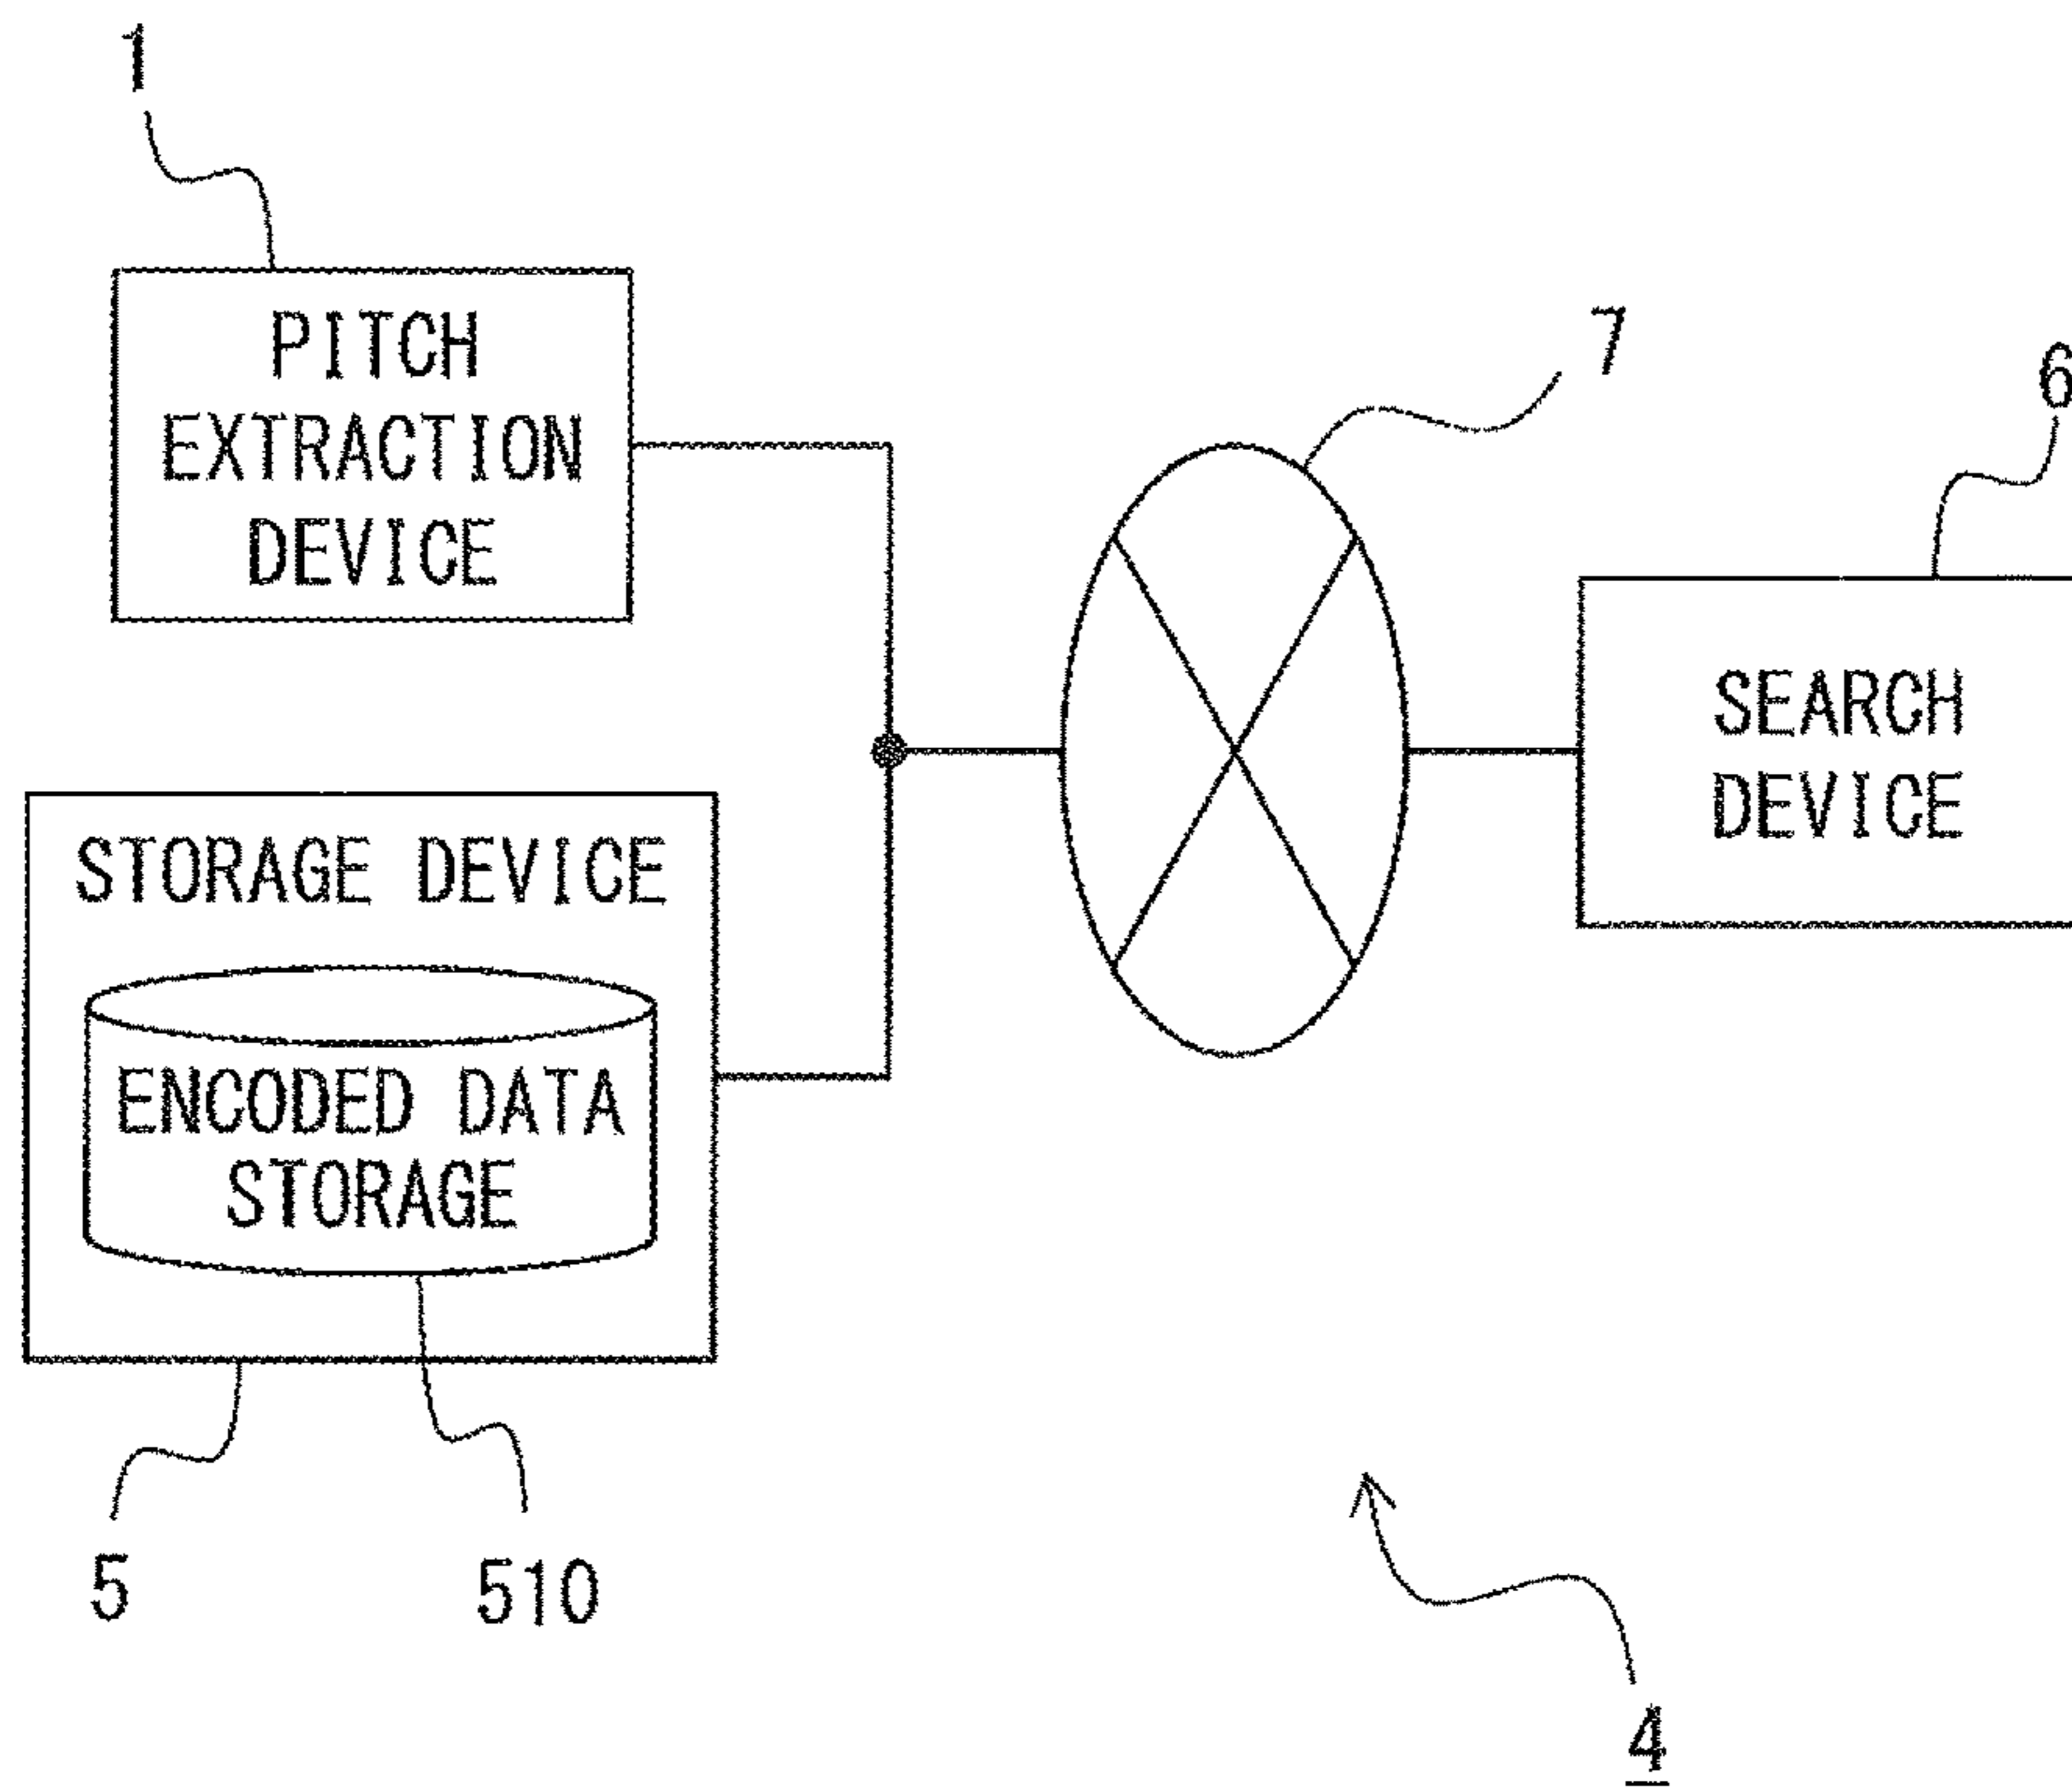 1
PITCH
EXTRACTION
DEVICE
7
6
SEARCH
DEVICE
STORAGE DEVICE
ENCODED DATA
STORAGE
5
510
4